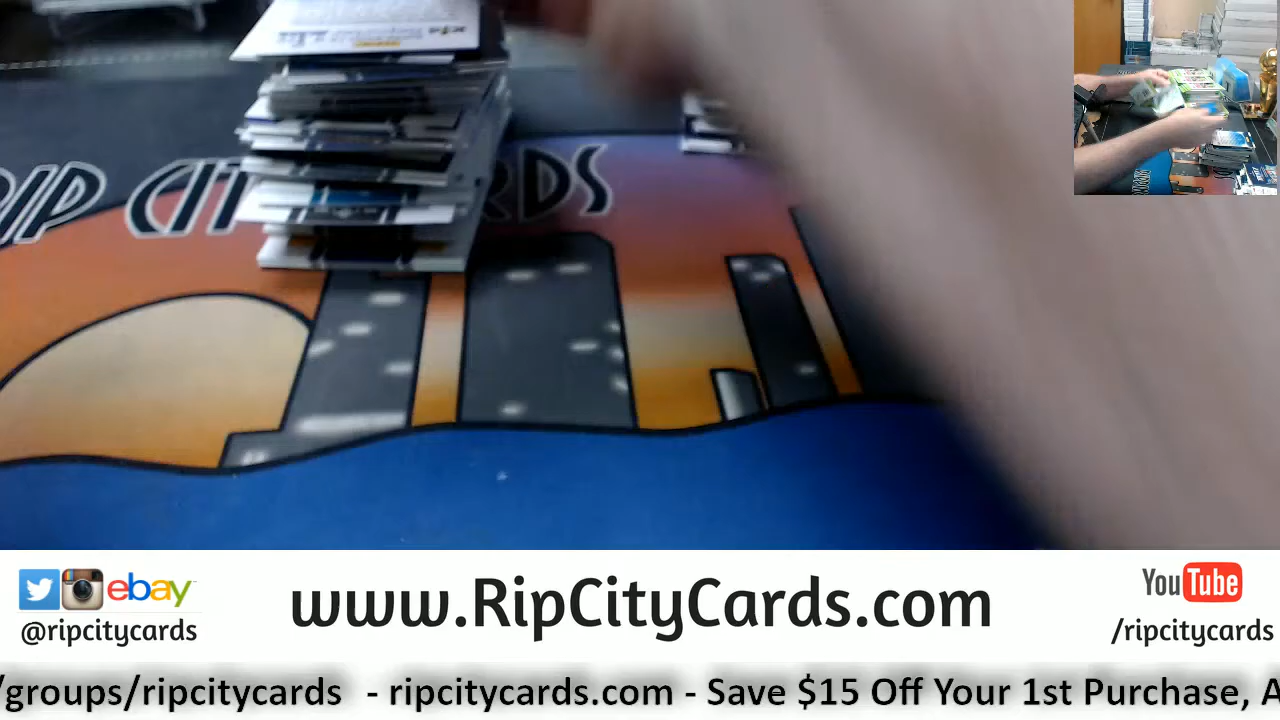 RIP CITY CARDS
ebay
@ripcitycards
www.RipCityCards.com
YouTube
/ripcitycards
/groups/ripcitycards - ripcitycards.com - Save $15 Off Your 1st Purchase, A